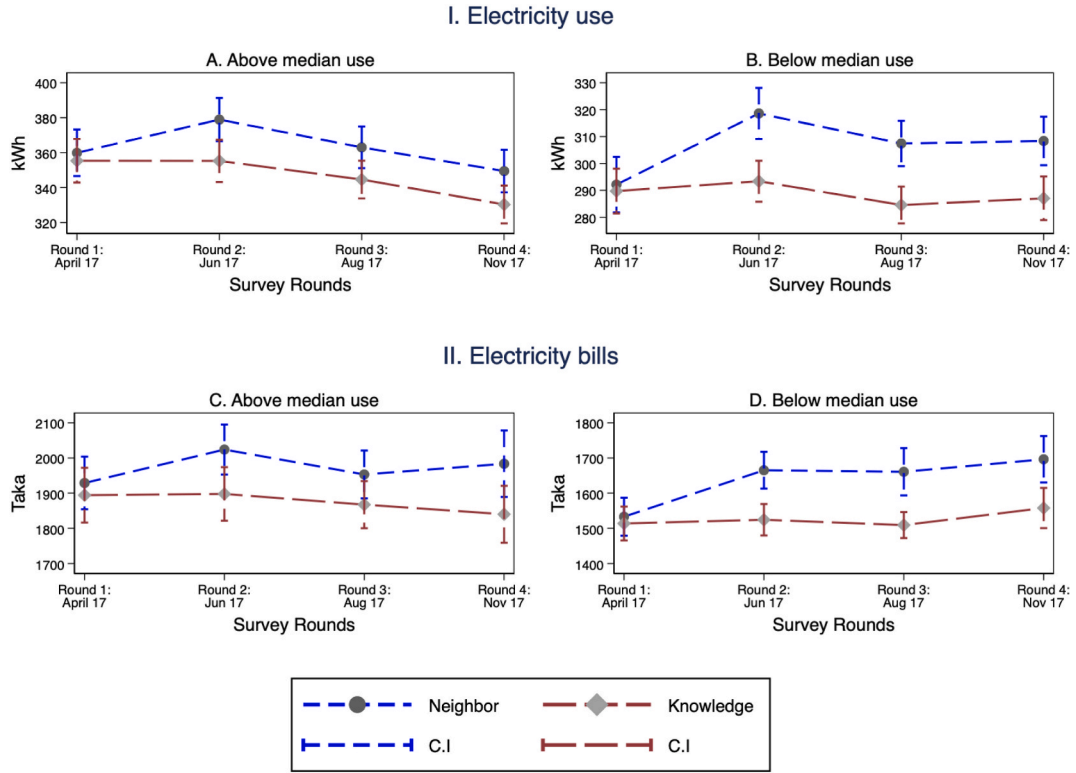 I. Electricity use
A. Above median use
kWh
400
380
360
340
320
Round 1:
April 17
Round 2:
Jun 17
Round 3:
Aug 17
Round 4:
Nov 17
Survey Rounds
B. Below median use
kWh
330
320
310
300
290
280
Round 1:
April 17
Round 2:
Jun 17
Round 3:
Aug 17
Round 4:
Nov 17
Survey Rounds
II. Electricity bills
C. Above median use
Taka
2100
2000
1900
1800
1700
Round 1:
April 17
Round 2:
Jun 17
Round 3:
Aug 17
Round 4:
Nov 17
Survey Rounds
D. Below median use
Taka
1800
1700
1600
1500
1400
Round 1:
April 17
Round 2:
Jun 17
Round 3:
Aug 17
Round 4:
Nov 17
Survey Rounds
Neighbor
Knowledge
C.I
C.I